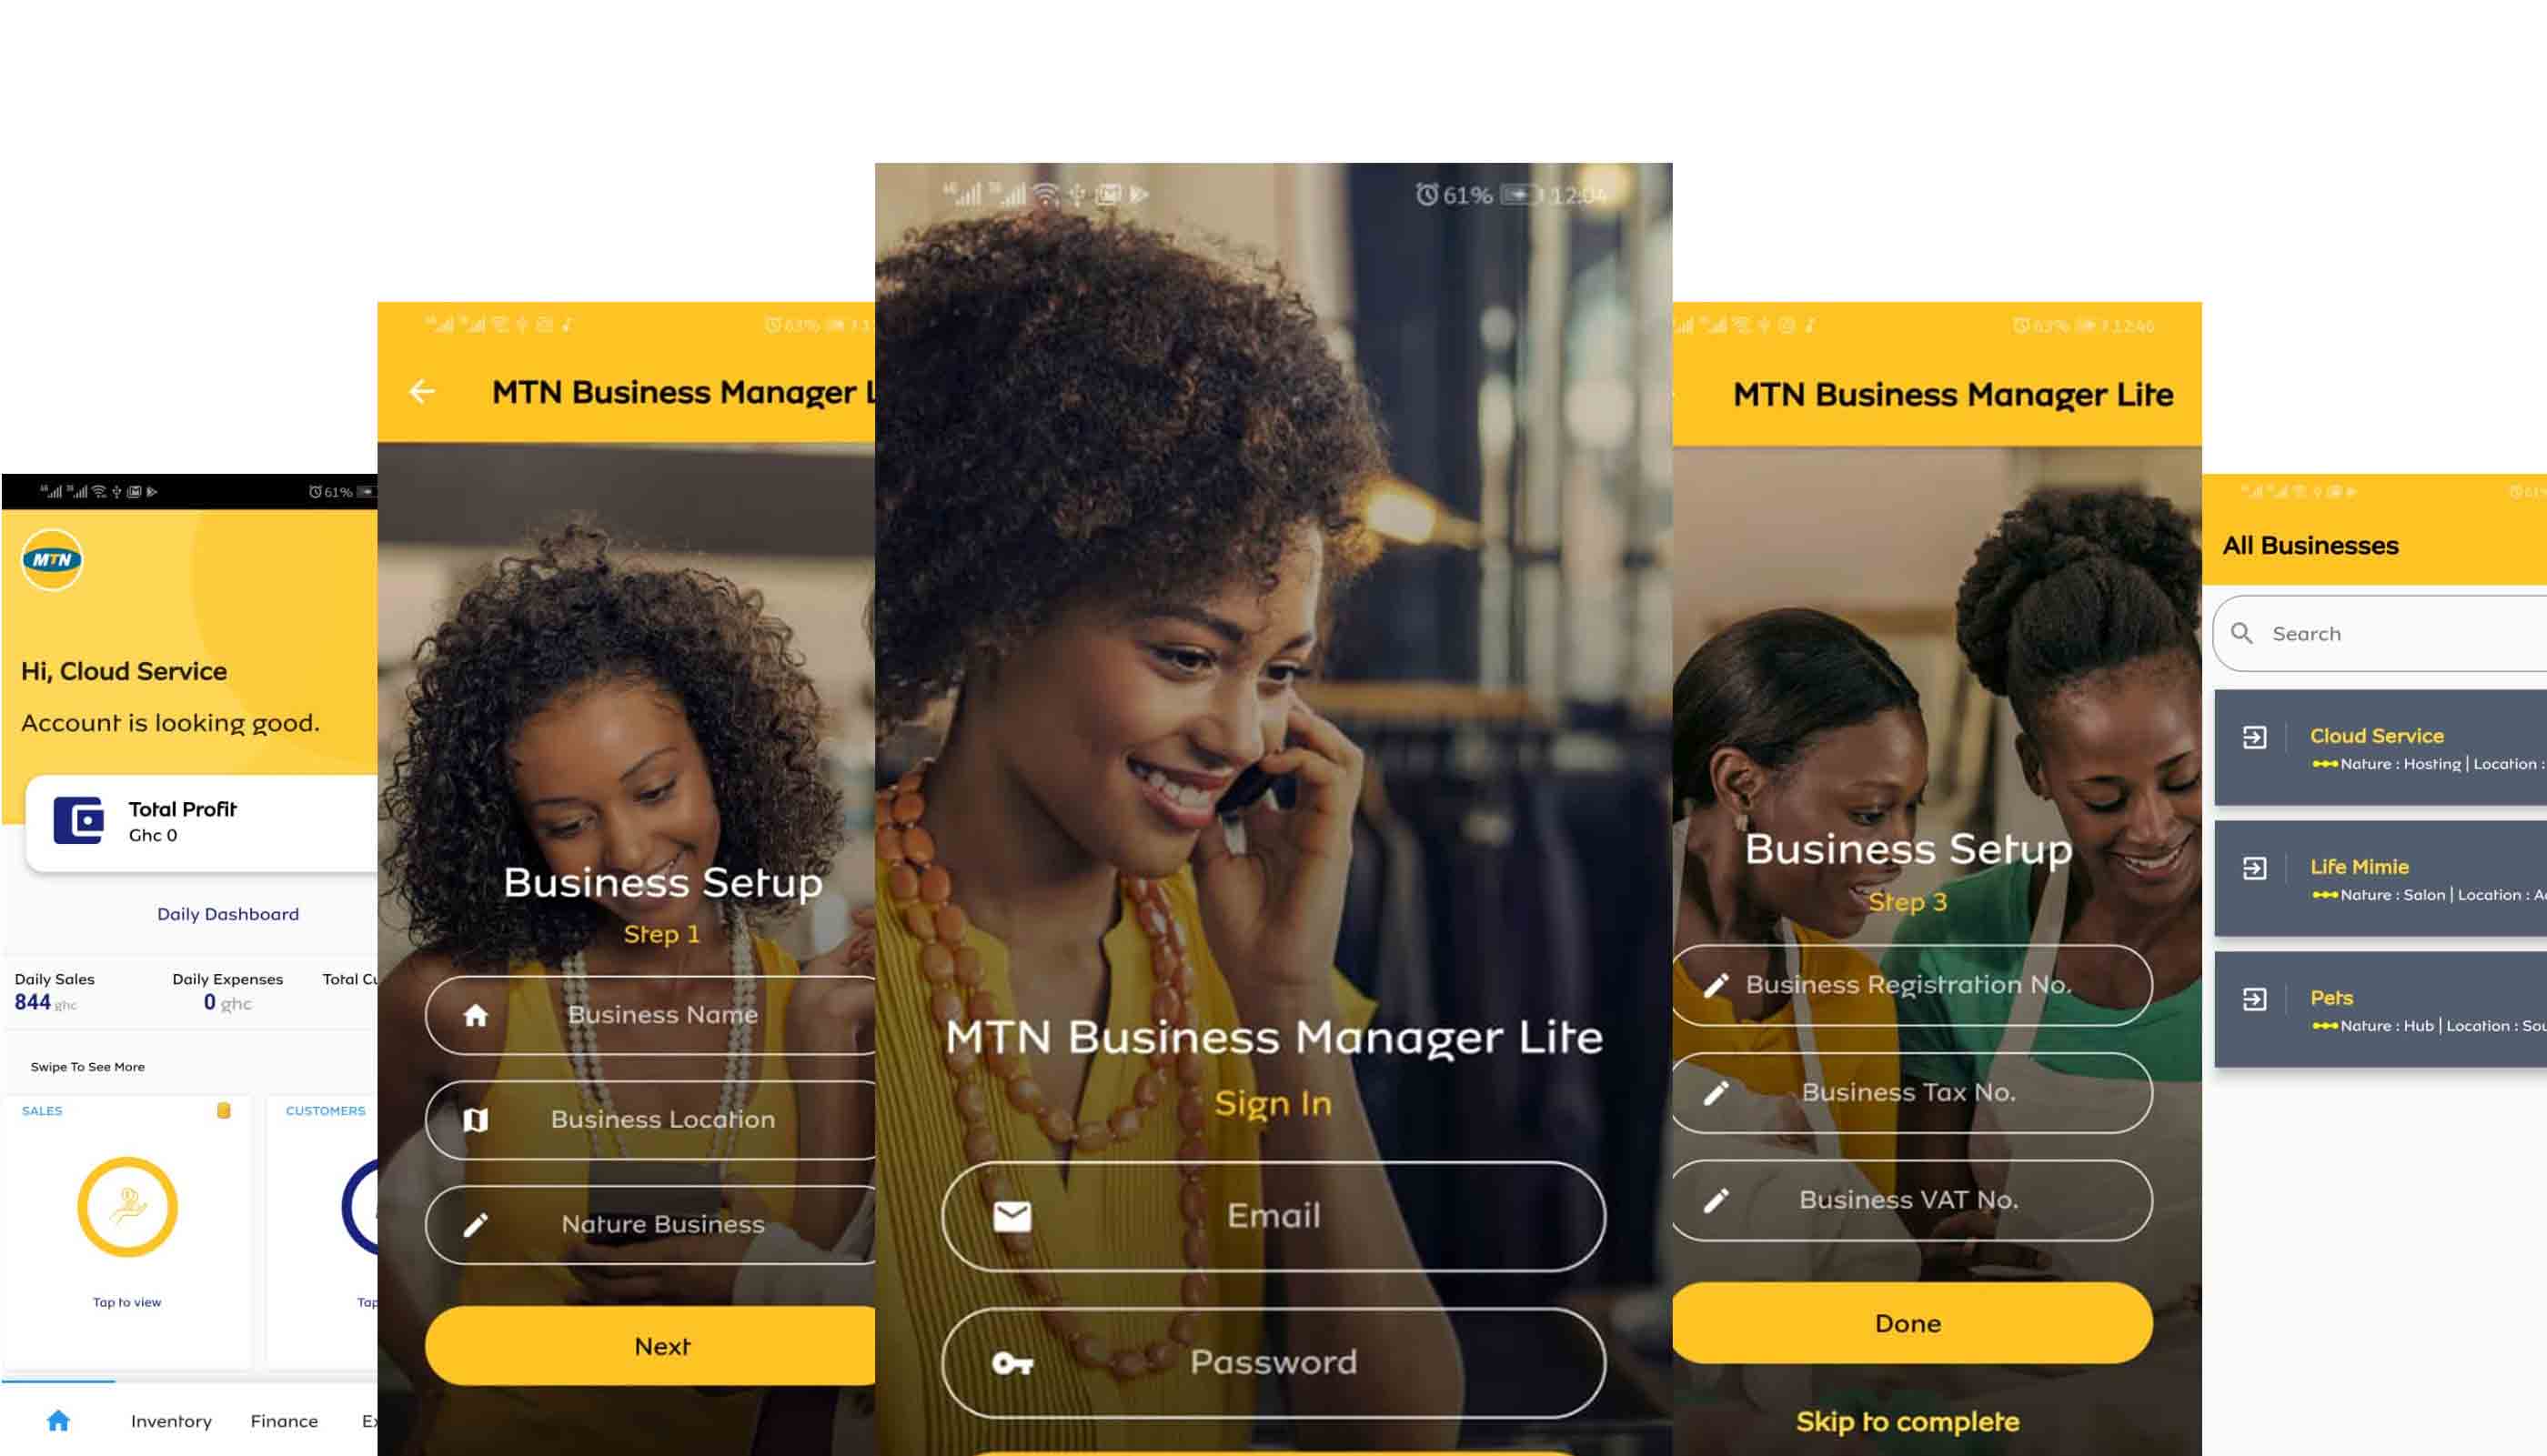 61%
MTN
Hi, Cloud Service
Account is looking good.
Total Profit
Ghc 0
Daily Dashboard
Daily Sales
844 ghc
Daily Expenses
0 ghc
Total
Swipe To See More
SALES
Tap to view
CUSTOMERS
Inventory
Finance
63%
MTN Business Manager L
Business Setup
Step 1
Business Name
Business Location
Nature Business
Next
61% 12:04
MTN Business Manager Lite
Sign In
Email
Password
63% 12:46
MTN Business Manager Lite
Business Setup
Step 3
Business Registration No.
Business Tax No.
Business VAT No.
Done
Skip to complete
All Businesses
Search
Cloud Service
Nature : Hosting | Location :
Life Mimie
Nature : Salon | Location :
Pets
Nature : Hub | Location :